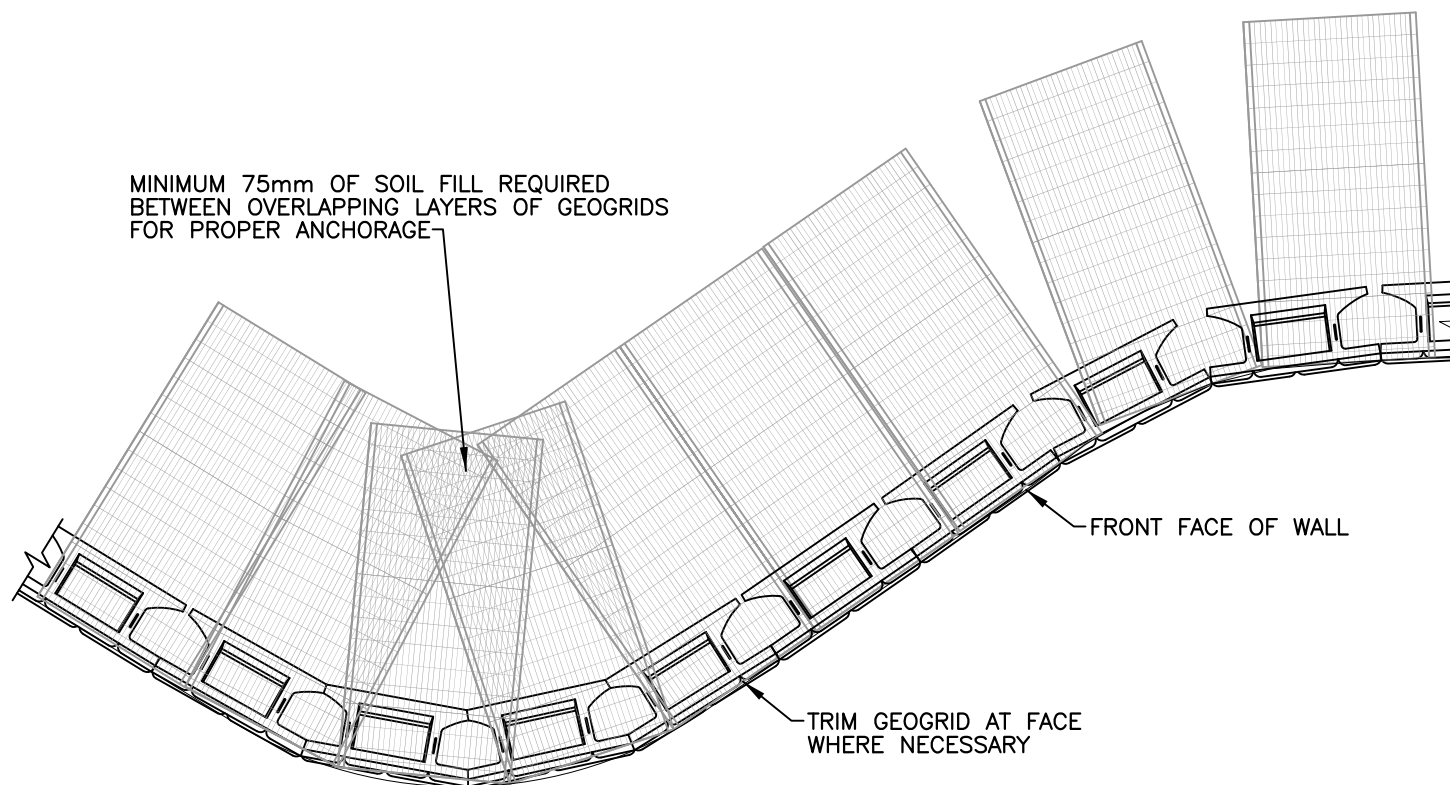 MINIMUM 75mm OF SOIL FILL REQUIRED
BETWEEN OVERLAPPING LAYERS OF GEOGRIDS
FOR PROPER ANCHORAGE
FRONT FACE OF WALL
TRIM GEOGRID AT FACE
WHERE NECESSARY